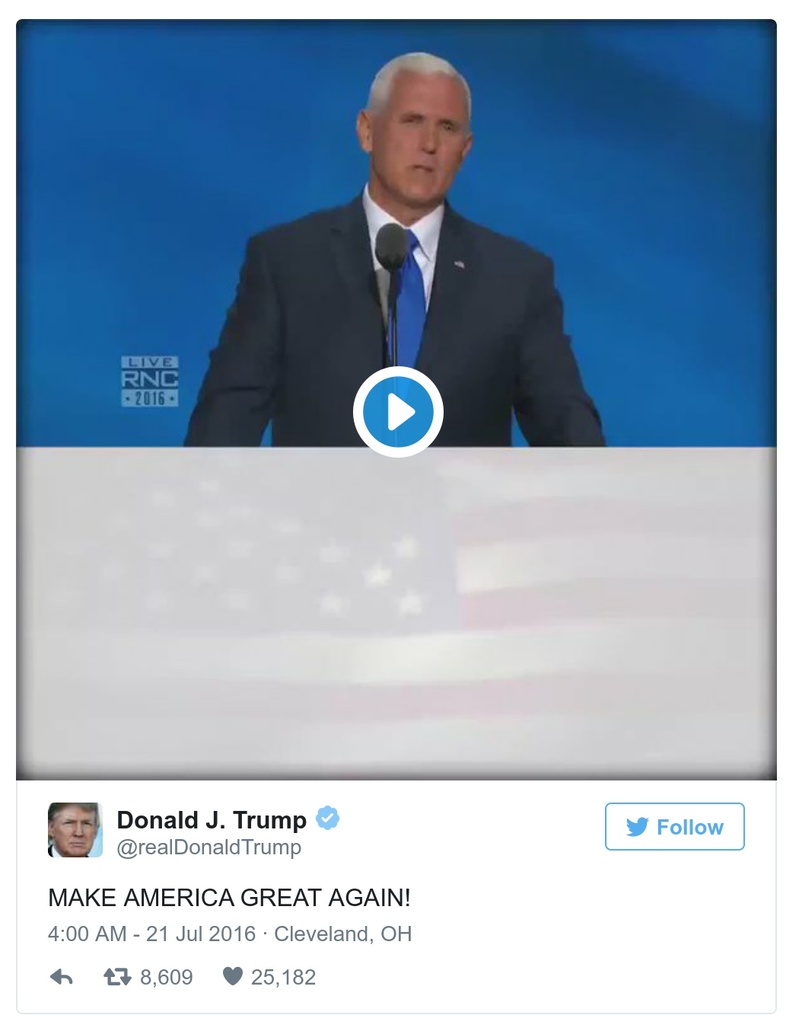 LIVE
RNC
• 2016 •
Donald J. Trump
@realDonaldTrump
Follow
MAKE AMERICA GREAT AGAIN!
4:00 AM - 21 Jul 2016 · Cleveland, OH
8,609 25,182